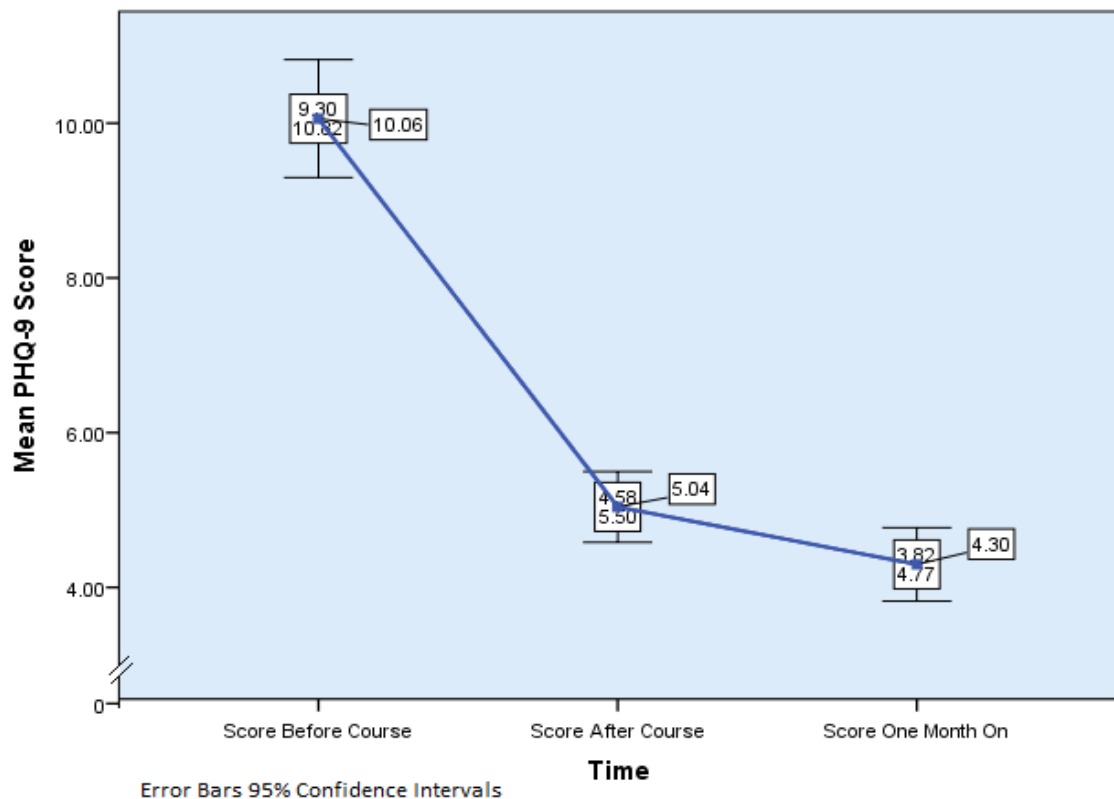 Mean PHQ-9 Score
10.00
8.00
6.00
4.00
0
9.30
10.82
10.06
4.58
5.50
5.04
3.82
4.77
4.30
Score Before Course
Score After Course
Score One Month On
Time
Error Bars 95% Confidence Intervals